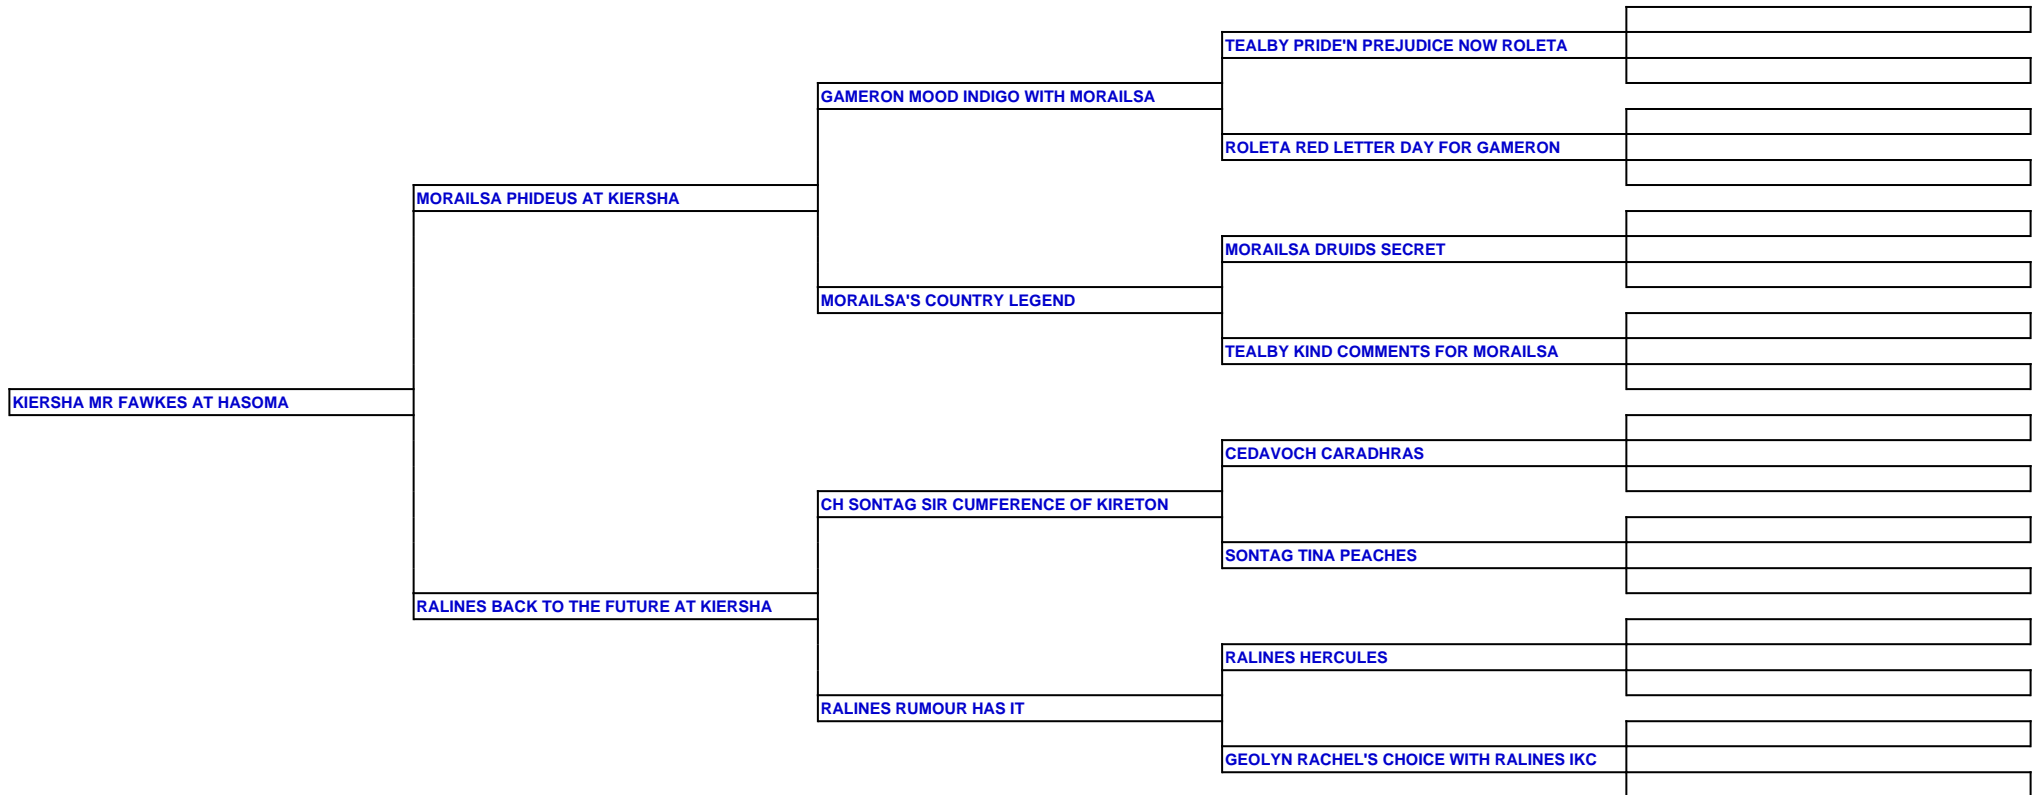 TEALBY PRIDE'N PREJUDICE NOW ROLETA
GAMERON MOOD INDIGO WITH MORAILSA
ROLETA RED LETTER DAY FOR GAMERON
MORAILSA PHIDEUS AT KIERSHA
MORAILSA DRUIDS SECRET
MORAILSA'S COUNTRY LEGEND
TEALBY KIND COMMENTS FOR MORAILSA
KIERSHA MR FAWKES AT HASOMA
CEDAVOCH CARADHRAS
CH SONTAG SIR CUMFERENCE OF KIRETON
SONTAG TINA PEACHES
RALINES BACK TO THE FUTURE AT KIERSHA
RALINES HERCULES
RALINES RUMOUR HAS IT
GEOLYN RACHEL'S CHOICE WITH RALINES IKC